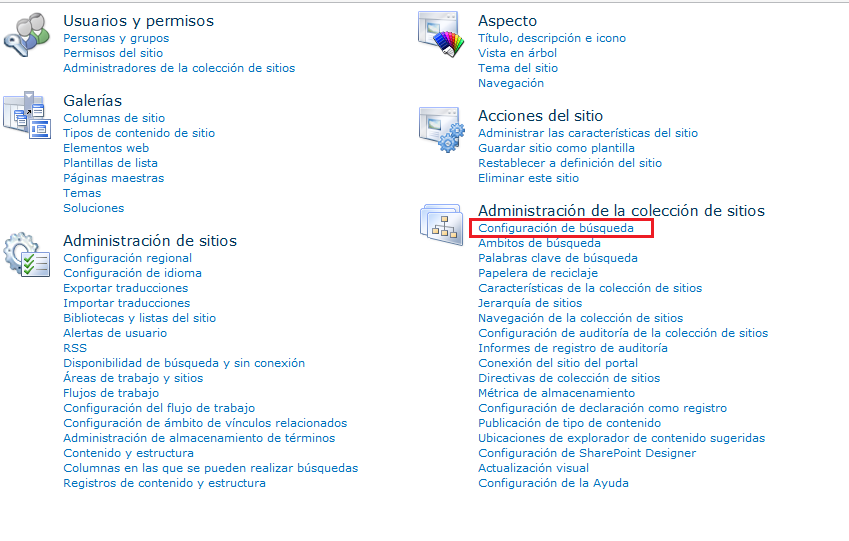 Usuarios y permisos
Personas y grupos
Permisos del sitio
Administradores de la colección de sitios
Galerías
Columnas de sitio
Tipos de contenido de sitio
Elementos web
Plantillas de lista
Páginas maestras
Temas
Soluciones
Administración de sitios
Configuración regional
Configuración de idioma
Exportar traducciones
Importar traducciones
Bibliotecas y listas del sitio
Alertas de usuario
RSS
Disponibilidad de búsqueda y sin conexión
Áreas de trabajo y sitios
Flujos de trabajo
Configuración del flujo de trabajo
Configuración de ámbito de vínculos relacionados
Administración de almacenamiento de términos
Contenido y estructura
Columnas en las que se pueden realizar búsquedas
Registros de contenido y estructura
Aspecto
Título, descripción e icono
Vista en árbol
Tema del sitio
Navegación
Acciones del sitio
Administrar las características del sitio
Guardar sitio como plantilla
Restablecer a definición del sitio
Eliminar este sitio
Administración de la colección de sitios
Configuración de búsqueda
Ámbitos de búsqueda
Palabras clave de búsqueda
Papelera de reciclaje
Características de la colección de sitios
Jerarquía de sitios
Navegación de la colección de sitios
Configuración de auditoría de la colección de sitios
Informes de registro de auditoría
Conexión del sitio del portal
Directivas de colección de sitios
Métrica de almacenamiento
Configuración de declaración como registro
Publicación de tipo de contenido
Ubicaciones de explorador de contenido sugeridas
Configuración de SharePoint Designer
Actualización visual
Configuración de la Ayuda